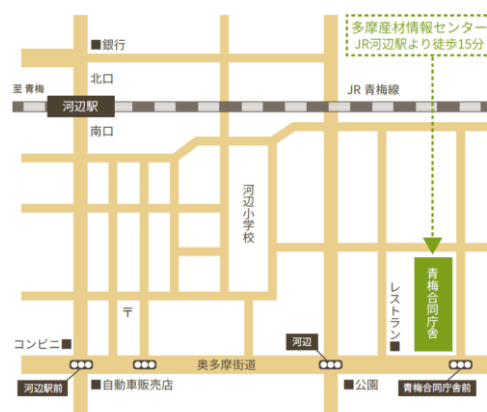 多摩産材情報センター
JR河辺駅より徒歩15分
■銀行
北口
至 青梅
JR 青梅線
河辺駅
南口
河辺小学校
青梅合同庁舎
レストラン■
〒
コンビニ■
河辺
奥多摩街道
河辺駅前
■自動車販売店
■公園
青梅合同庁舎前